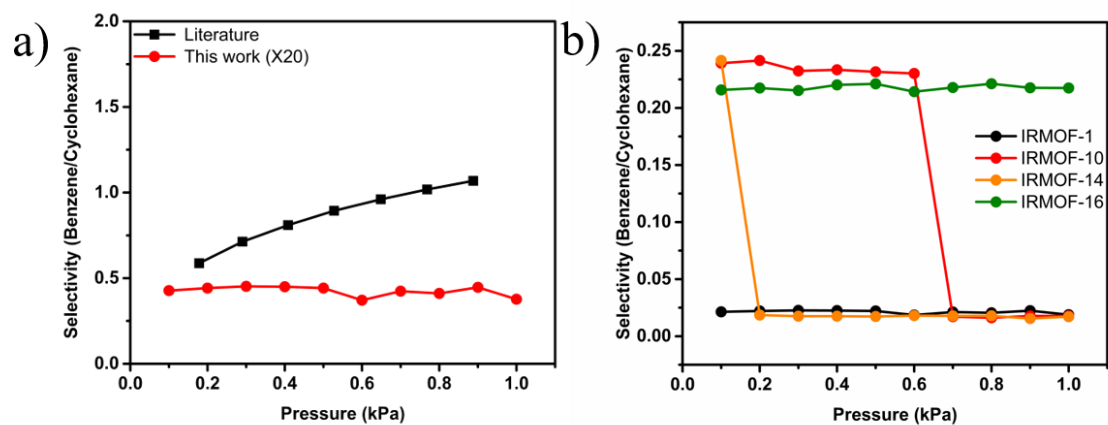 a)
Selectivity (Benzene/Cyclohexane)
2.0
1.5
1.0
0.5
0.0
Literature
This work (X20)
0.0 0.2 0.4 0.6 0.8 1.0
Pressure (kPa)
b)
Selectivity (Benzene/Cyclohexane)
0.25
0.20
0.15
0.10
0.05
0.00
IRMOF-1
IRMOF-10
IRMOF-14
IRMOF-16
0.0 0.2 0.4 0.6 0.8 1.0
Pressure (kPa)